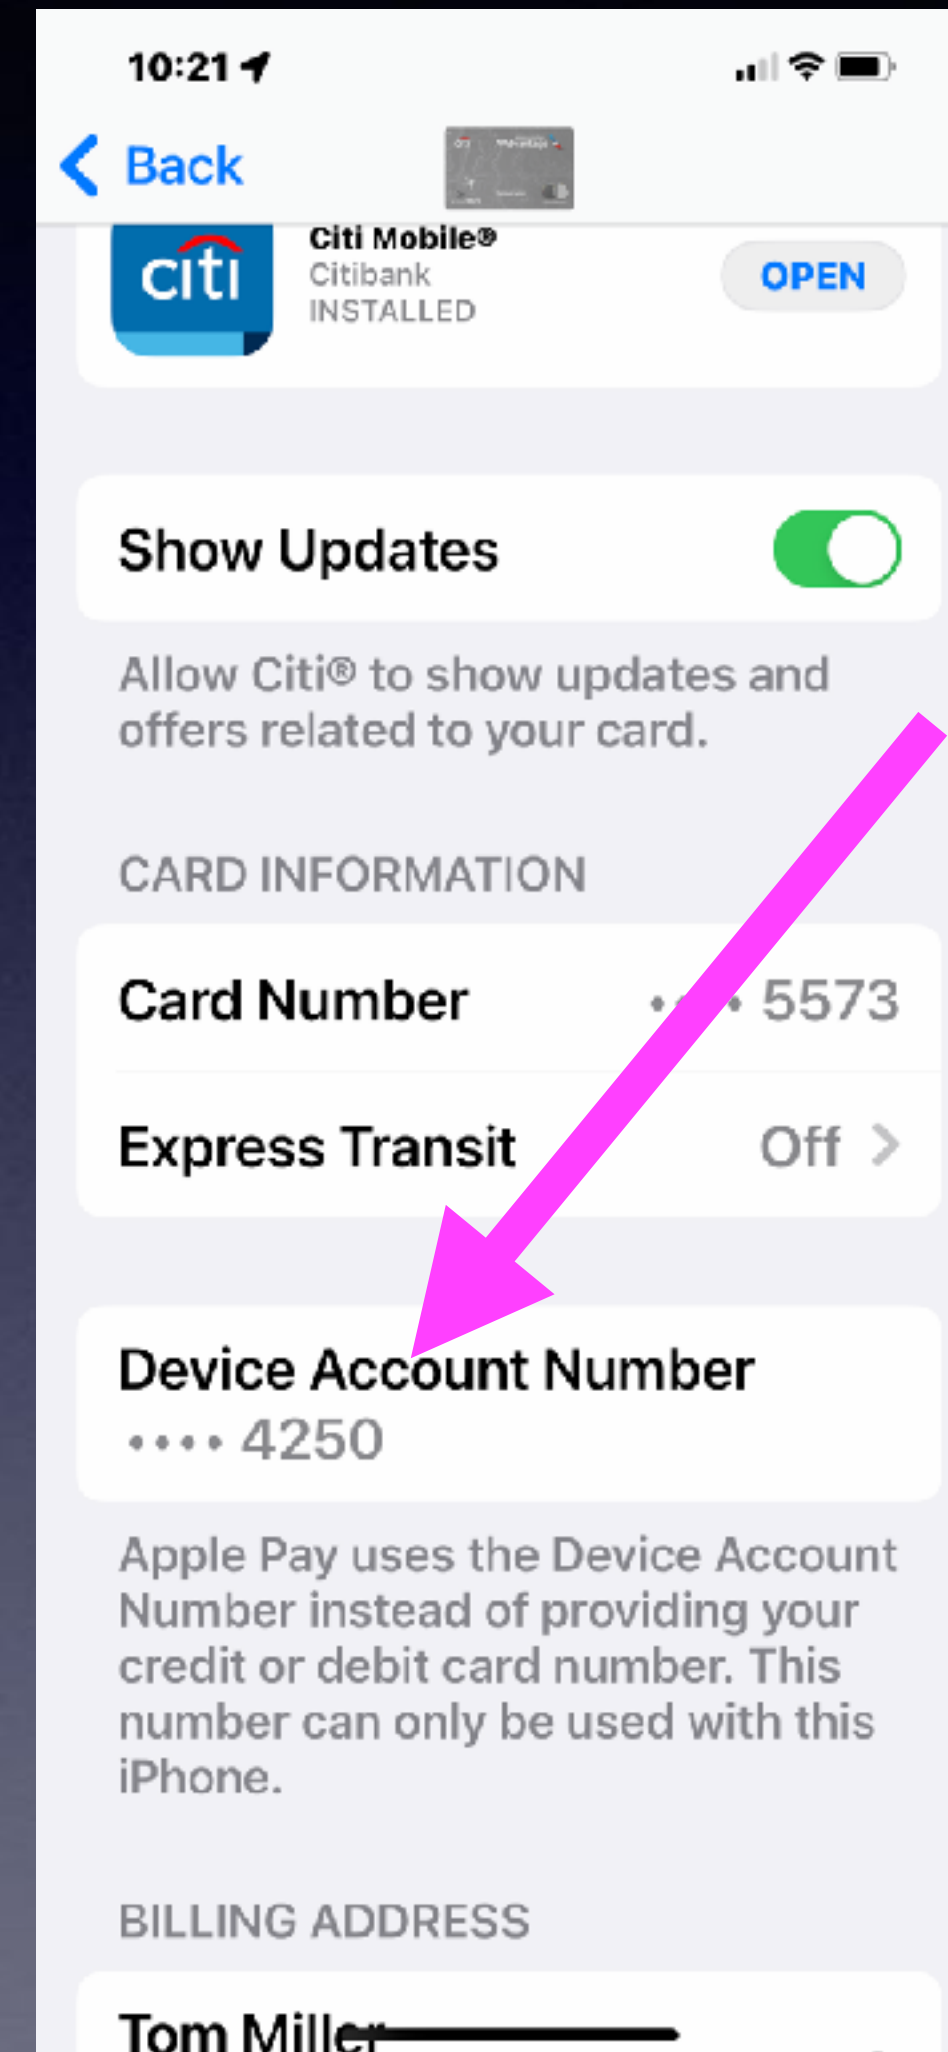 10:21
Back
citi
Citi Mobile®
Citibank
INSTALLED
OPEN
Show Updates
Allow Citi® to show updates and
offers related to your card.
CARD INFORMATION
Card Number •••• 5573
Express Transit Off >
Device Account Number
•••• 4250
Apple Pay uses the Device Account
Number instead of providing your
credit or debit card number. This
number can only be used with this
iPhone.
BILLING ADDRESS
Tom Miller